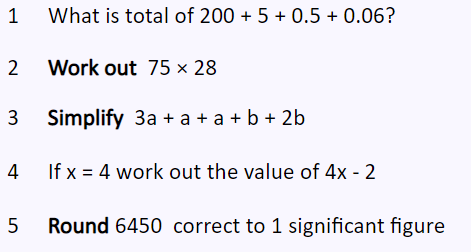 1 What is total of 200 + 5 + 0.5 + 0.06?
2 Work out 75 × 28
3 Simplify 3a + a + a + b + 2b
4 If x = 4 work out the value of 4x - 2
5 Round 6450 correct to 1 significant figure